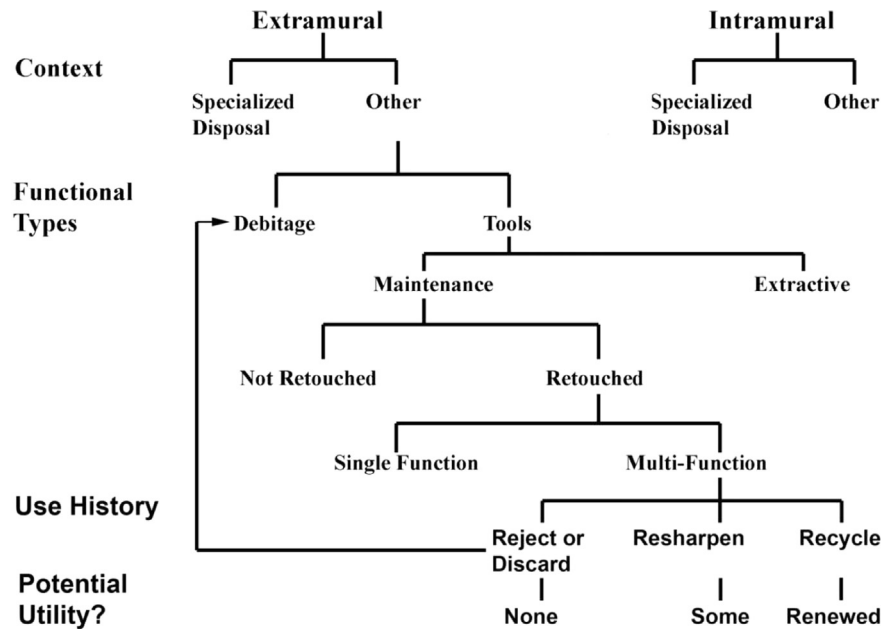 Extramural
Intramural
Context
Specialized
Disposal
Other
Specialized
Disposal
Other
Functional
Types
Debitage
Tools
Maintenance
Extractive
Not Retouched
Retouched
Single Function
Multi-Function
Use History
Reject or
Discard
Resharpen
Recycle
Potential
Utility?
None
Some
Renewed